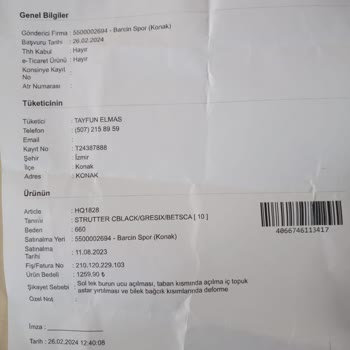 Genel Bilgiler
Gönderici Firma : 5500002694 - Barcin Spor (Konak)
Başvuru Tarihi : 26.02.2024
Thh Kabul : Hayır
e-Ticaret Ürünü : Hayır
Konsinye Kayıt :
No
Atr Numarası :
Tüketicinin
Tüketici : TAYFUN ELMAS
Telefon : (507) 215 89 59
Email :
Kayıt No : T24387888
Şehir : İzmir
İlçe : Konak
Adres : KONAK
Ürünün
Article : HQ1828
Tanımı : STRUTTER CBLACK/GRESIX/BETSCA [ 10 ]
Beden : 660
Satınalma Yeri : 5500002694 - Barcin Spor (Konak)
Satınalma : 11.08.2023
Tarihi
Fiş/Fatura No : 210.120.229.103
Ürün Bedeli : 1259.90 ₺
Şikayet Sebebi : Sol tek burun ucu açılması, taban kısmında açılma iç topuk
astar yırtılması ve bilek bağcık kısımlarında deforme
Özel Not :
4066746113417
İmza :
Tarih : 26.02.2024 12:40:08